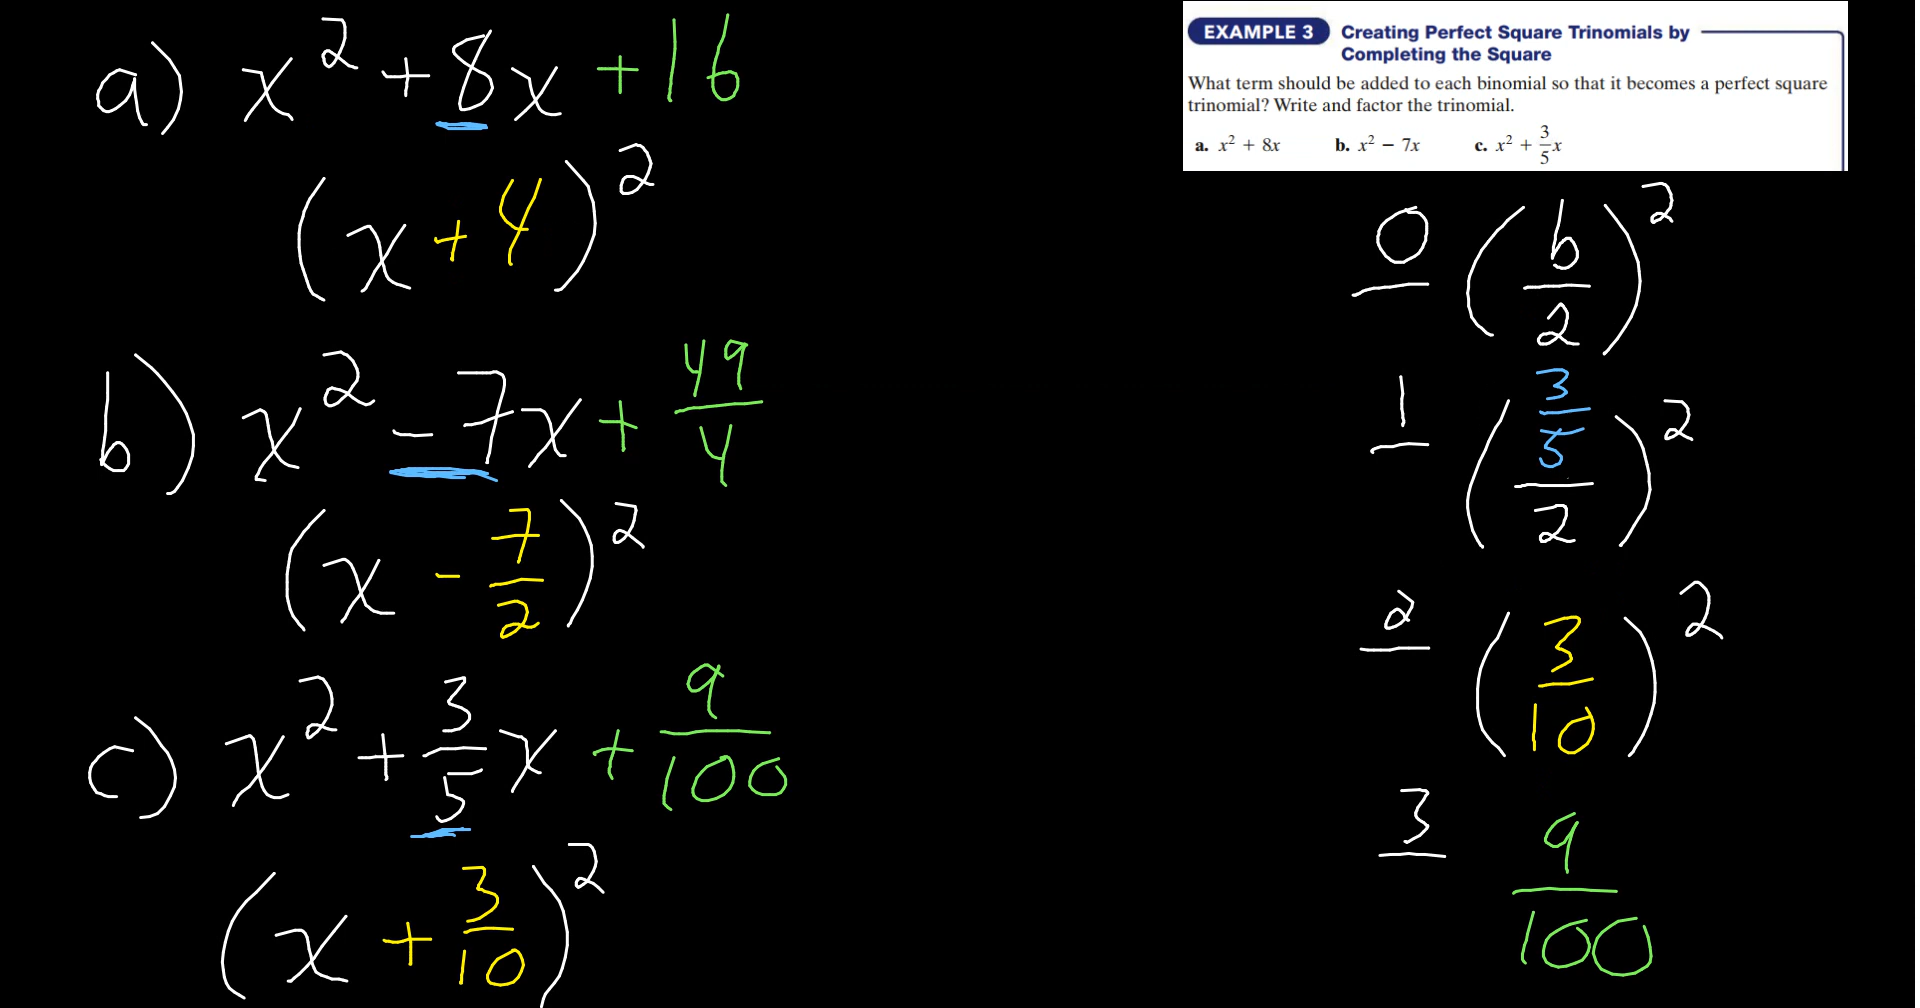 a) x² + 8x + 16
(x + 4)²
b) x² - 7x + 49/4
(x - 7/2)²
c) x² + 3/5 x + 9/100
(x + 3/10)²
EXAMPLE 3 Creating Perfect Square Trinomials by
Completing the Square
What term should be added to each binomial so that it becomes a perfect square
trinomial? Write and factor the trinomial.
a. x² + 8x b. x² − 7x c. x² + 3/5 x
0 (b/2)²
1 ((3/5)/2)²
2 (3/10)²
3 9/100